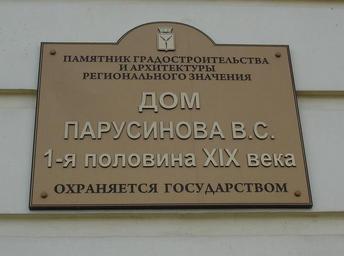 ПАМЯТНИК ГРАДОСТРОИТЕЛЬСТВА
И АРХИТЕКТУРЫ
РЕГИОНАЛЬНОГО ЗНАЧЕНИЯ
ДОМ
ПАРУСИНОВА В.С.
1-я половина XIX века
ОХРАНЯЕТСЯ ГОСУДАРСТВОМ